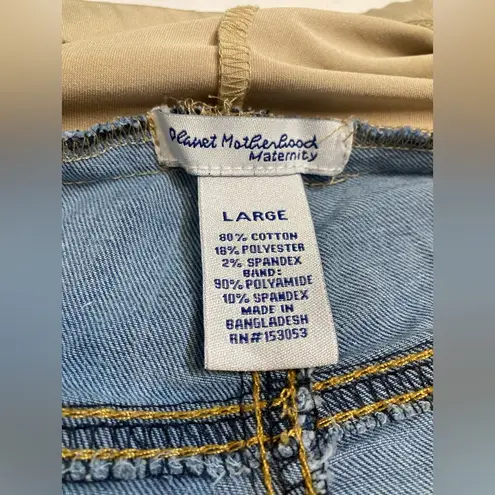 Planet Motherhood
Maternity
LARGE
80% COTTON
18% POLYESTER
2% SPANDEX
BAND:
90% POLYAMIDE
10% SPANDEX
MADE IN
BANGLADESH
RN#153053